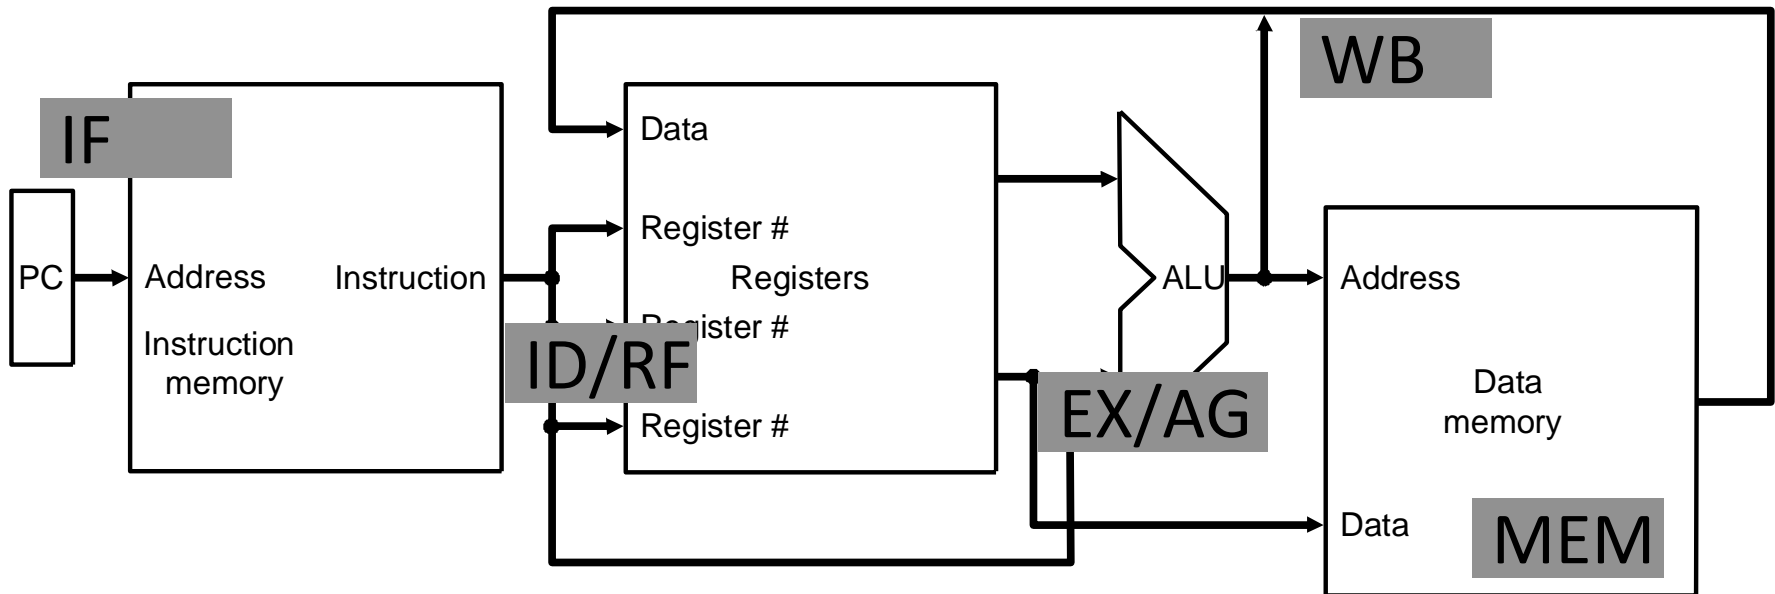 WB
IF
Data
Register #
PC
Address
Instruction
Registers
ALU
Address
Instruction
memory
Register #
ID/RF
Data
memory
EX/AG
Register #
Data
MEM